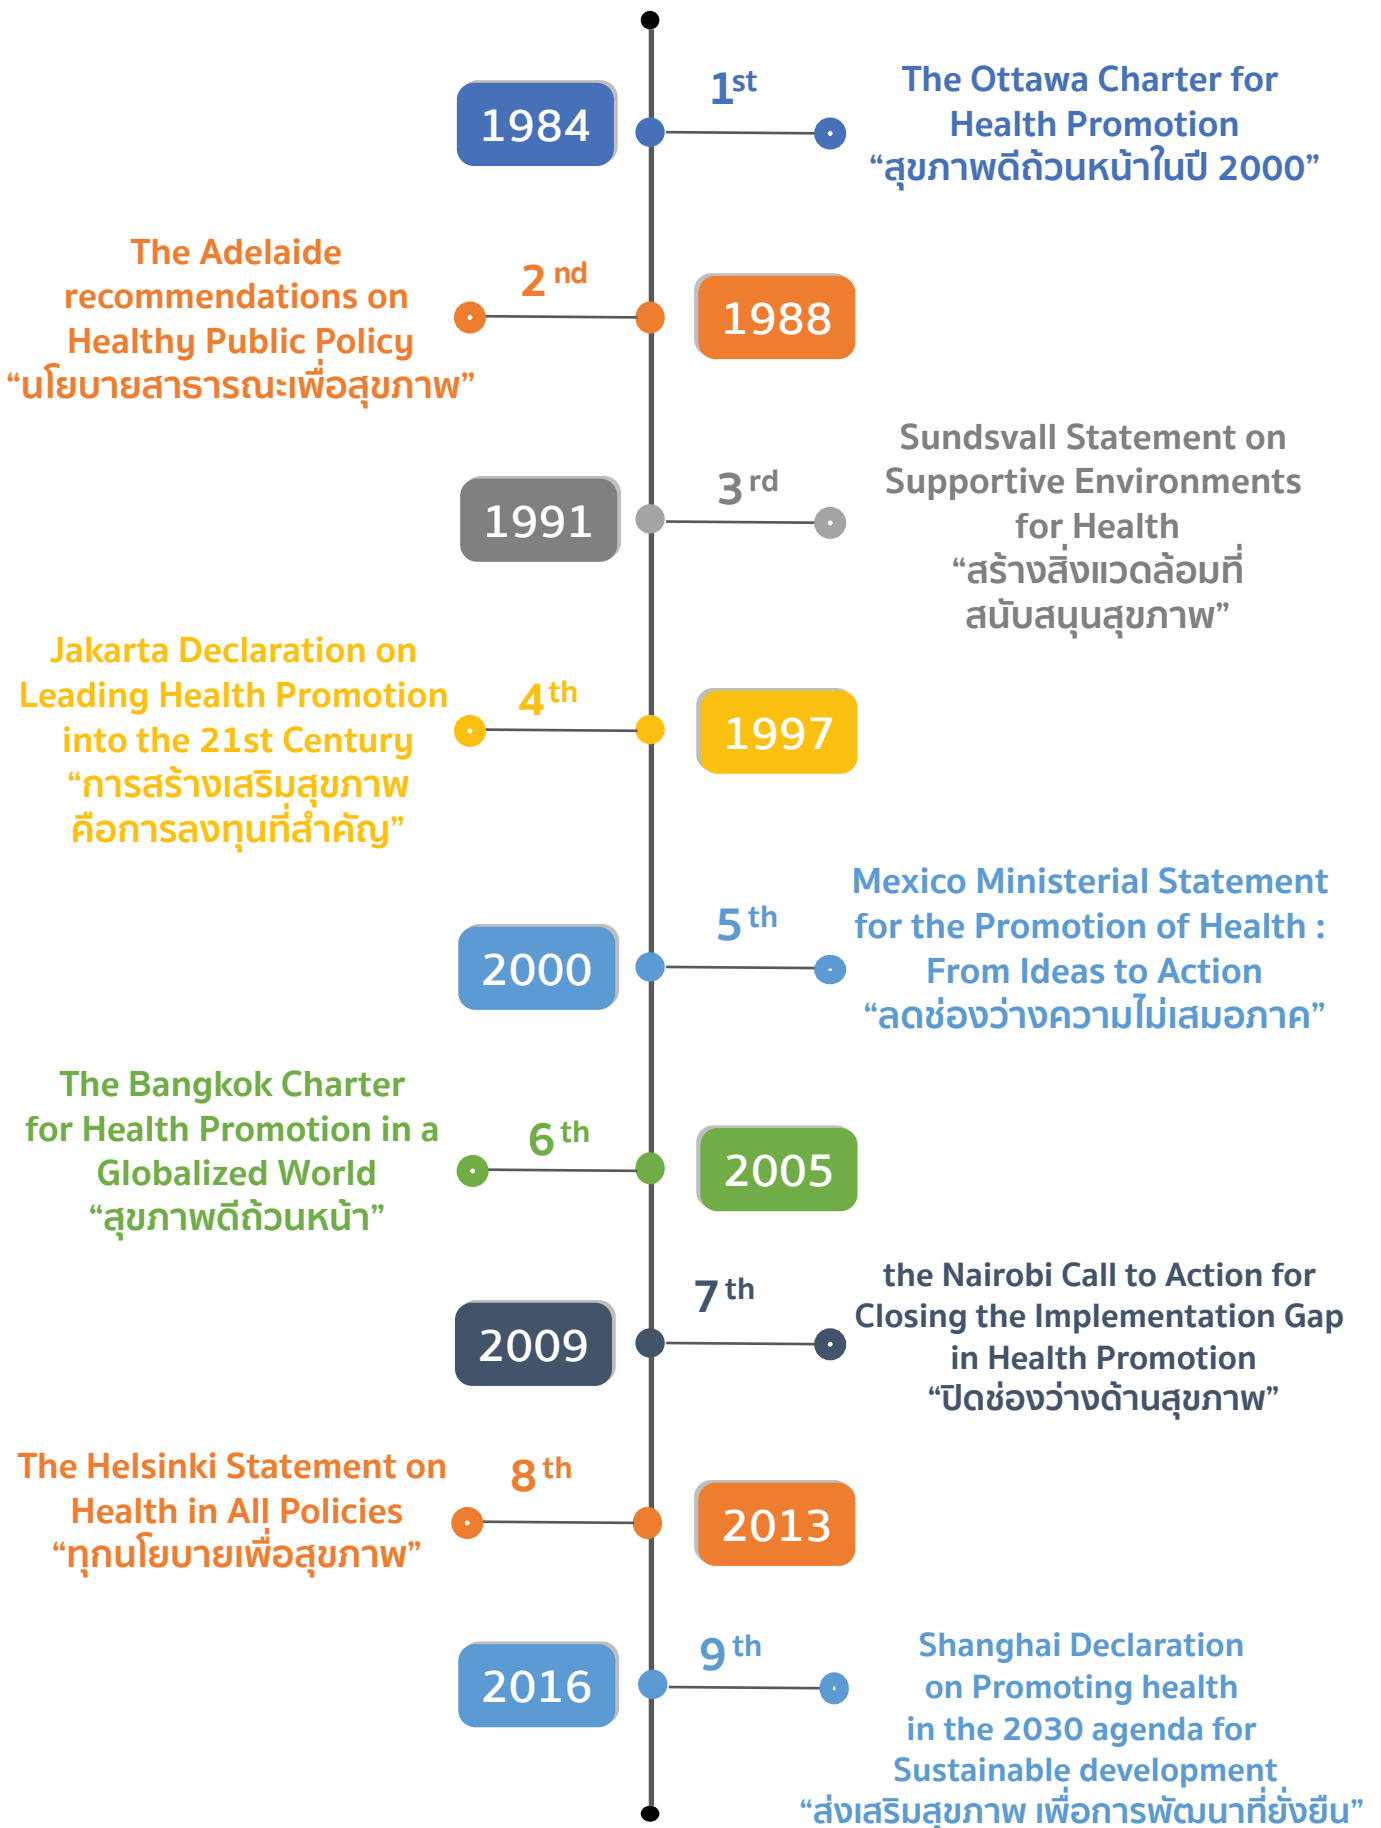 1984
1st
The Ottawa Charter for
Health Promotion
“สุขภาพดีถ้วนหน้าในปี 2000”
The Adelaide
recommendations on
Healthy Public Policy
“นโยบายสาธารณะเพื่อสุขภาพ”
2 nd
1988
1991
3 rd
Sundsvall Statement on
Supportive Environments
for Health
“สร้างสิ่งแวดล้อมที่
สนับสนุนสุขภาพ”
Jakarta Declaration on
Leading Health Promotion
into the 21st Century
“การสร้างเสริมสุขภาพ
คือการลงทุนที่สำคัญ”
4 th
1997
2000
5 th
Mexico Ministerial Statement
for the Promotion of Health :
From Ideas to Action
“ลดช่องว่างความไม่เสมอภาค”
The Bangkok Charter
for Health Promotion in a
Globalized World
“สุขภาพดีถ้วนหน้า”
6 th
2005
2009
7 th
the Nairobi Call to Action for
Closing the Implementation Gap
in Health Promotion
“ปิดช่องว่างด้านสุขภาพ”
The Helsinki Statement on
Health in All Policies
“ทุกนโยบายเพื่อสุขภาพ”
8 th
2013
2016
9 th
Shanghai Declaration
on Promoting health
in the 2030 agenda for
Sustainable development
“ส่งเสริมสุขภาพ เพื่อการพัฒนาที่ยั่งยืน”